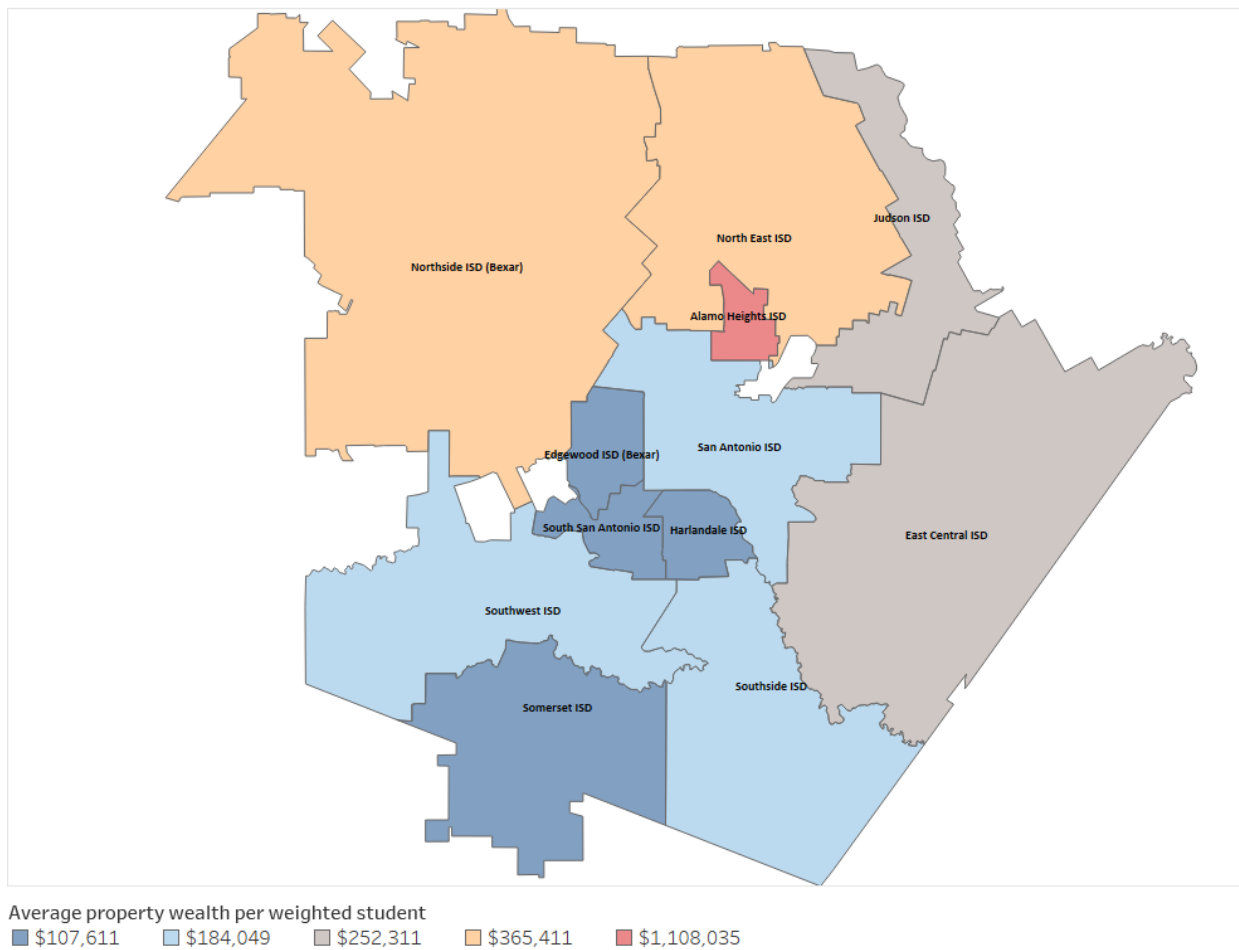 Judson ISD
North East ISD
Northside ISD (Bexar)
Alamo Heights ISD
San Antonio ISD
Edgewood ISD (Bexar)
South San Antonio ISD
Harlandale ISD
East Central ISD
Southwest ISD
Southside ISD
Somerset ISD
Average property wealth per weighted student
$107,611 $184,049 $252,311 $365,411 $1,108,035